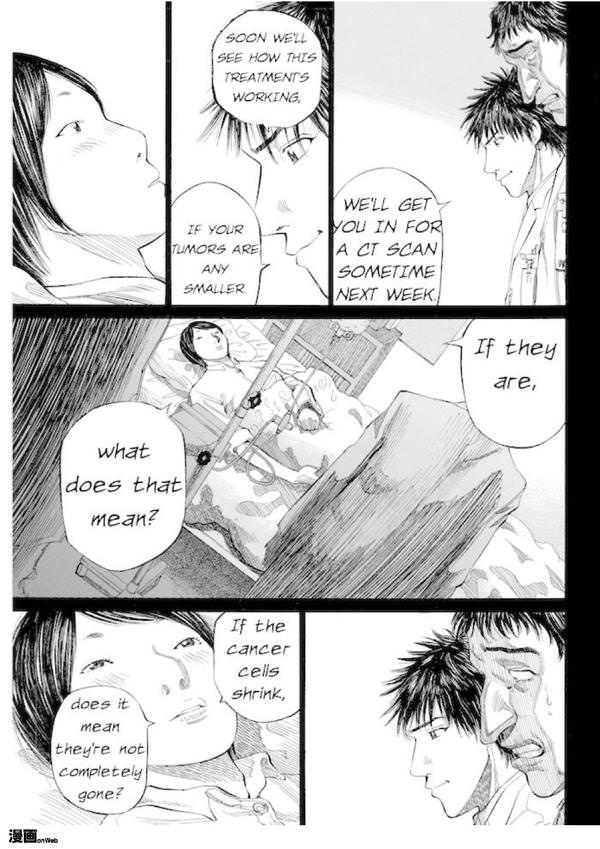 WE'LL GET
YOU IN FOR
A CT SCAN
SOMETIME
NEXT WEEK.
SOON WE'LL
SEE HOW THIS
TREATMENT'S
WORKING,
IF YOUR
TUMORS ARE
ANY
SMALLER.
If they
are,
what
does that
mean?
If the
cancer
cells
shrink,
does it
mean
they're not
completely
gone?
漫画onWeb